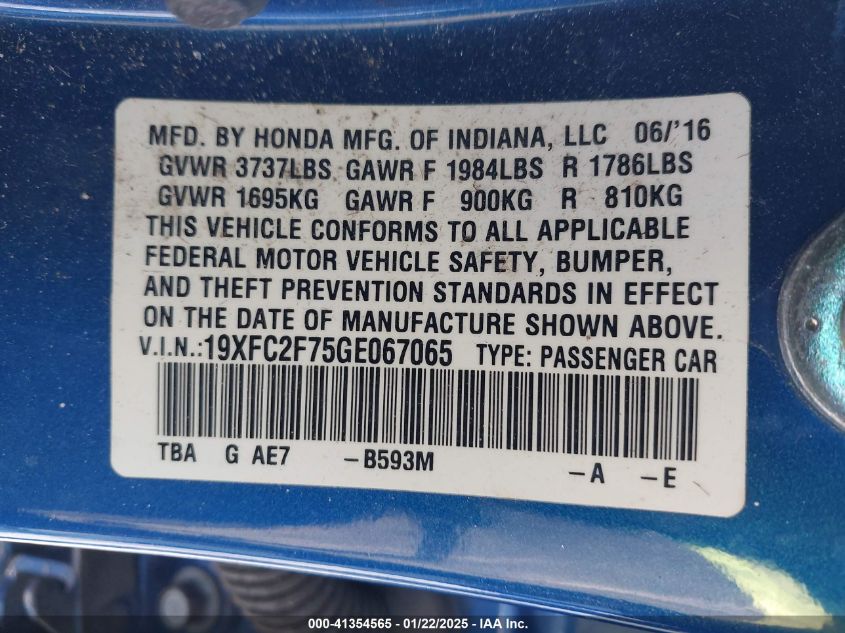 MFD. BY HONDA MFG. OF INDIANA, LLC 06/'16
GVWR 3737LBS GAWR F 1984LBS R 1786LBS
GVWR 1695KG GAWR F 900KG R 810KG
THIS VEHICLE CONFORMS TO ALL APPLICABLE
FEDERAL MOTOR VEHICLE SAFETY, BUMPER,
AND THEFT PREVENTION STANDARDS IN EFFECT
ON THE DATE OF MANUFACTURE SHOWN ABOVE.
V.I.N.:19XFC2F75GE067065 TYPE: PASSENGER CAR
TBA G AE7 -B593M -A -E
000-41354565 - 01/22/2025 - IAA Inc.